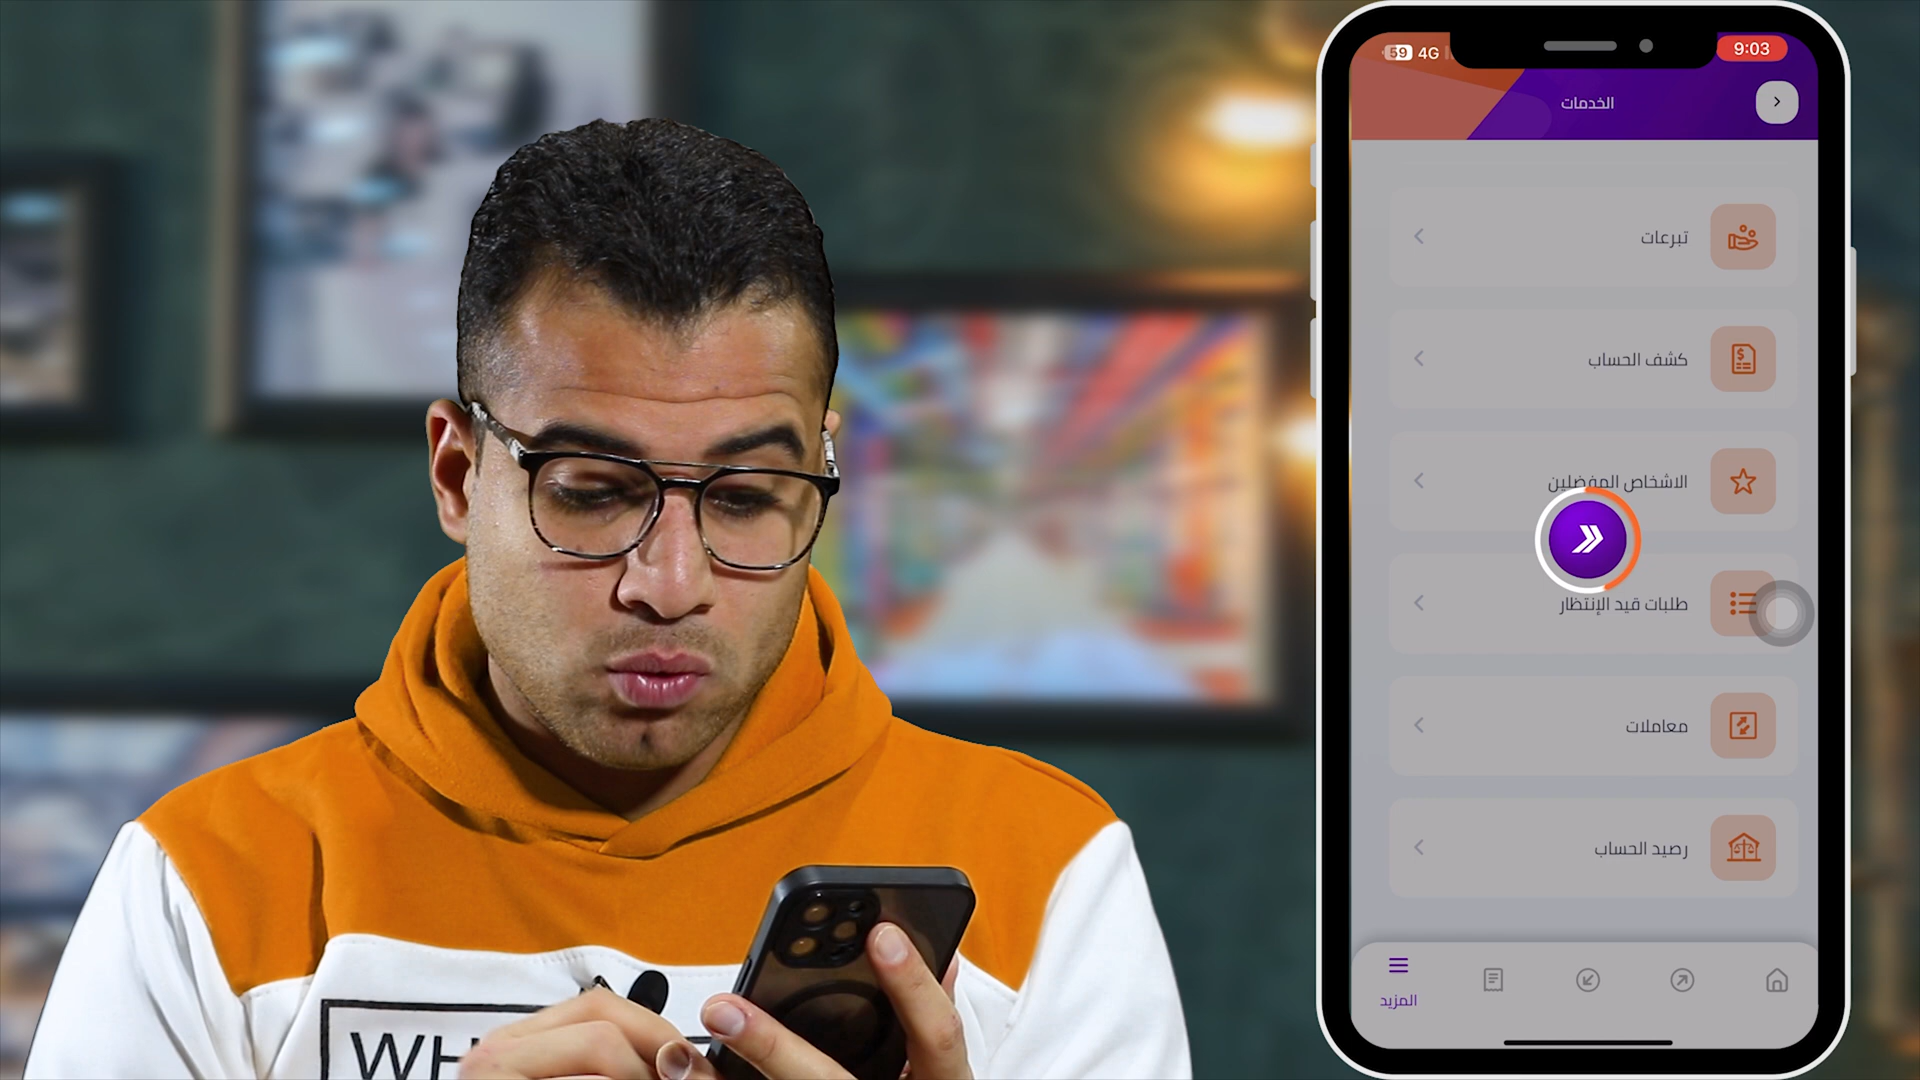 59 4G
9:03
الخدمات
تبرعات
كشف الحساب
الاشخاص المفضلين
طلبات قيد الإنتظار
معاملات
رصيد الحساب
المزيد
WH